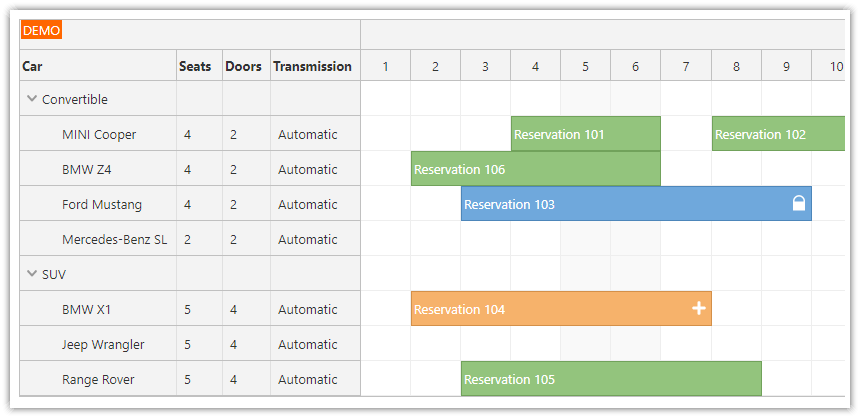 DEMO
Car Seats Doors Transmission 1 2 3 4 5 6 7 8 9 10
Convertible
MINI Cooper 4 2 Automatic Reservation 101 Reservation 102
BMW Z4 4 2 Automatic Reservation 106
Ford Mustang 4 2 Automatic Reservation 103
Mercedes-Benz SL 2 2 Automatic
SUV
BMW X1 5 4 Automatic Reservation 104
Jeep Wrangler 5 4 Automatic
Range Rover 5 4 Automatic Reservation 105